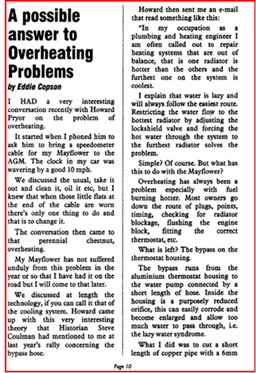 A possible
answer to
Overheating
Problems
by Eddie Copson
I HAD a very interesting
conversation recently with Howard
Pryor on the problem of
overheating.
It started when I phoned him to
ask him to bring a speedometer
cable for my Mayflower to the
AGM. The clock in my car was
wavering by a good 10 mph.
We discussed the usual, take it
out and clean it, oil it etc, but I
knew that when those little flats at
the end of the cable are worn
there's only one thing to do and
that is to change it.
The conversation then came to
that perennial chestnut,
overheating.
My Mayflower has not suffered
unduly from this problem in the
year or so that I have had it on the
road but I will come to that later.
We discussed at length the
technology, if you can call it that of
the cooling system. Howard came
up with this very interesting
theory that Historian Steve
Coulman had mentioned to me at
last year's rally concerning the
bypass hose.
Howard then sent me an e-mail
that read something like this:
"In my occupation as a
plumbing and heating engineer I
am often called out to repair
heating systems that are out of
balance, that is one radiator is
hotter than the others and the
furthest one on the system is
coolest.
I explain that water is lazy and
will always follow the easiest route.
Restricting the water flow to the
hottest radiator by adjusting the
lockshield valve and forcing the
hot water through the system to
the furthest radiator solves the
problem.
Simple? Of course. But what has
this to do with the Mayflower?
Overheating has always been a
problem especially with fuel
burning hotter. Most owners go
down the route of plugs, points,
timing, checking for radiator
blockage, flushing the engine
block, fitting the correct
thermostat, etc.
What is left? The bypass on the
thermostat housing.
The bypass runs from the
aluminium thermostat housing to
the water pump connected by a
short length of hose. Inside the
housing is a purposely reduced
orifice, this can easily corrode and
become enlarged and allow too
much water to pass through, i.e.
the lazy water syndrome.
What I did was to cut a short
length of copper pipe with a 6mm
Page 10